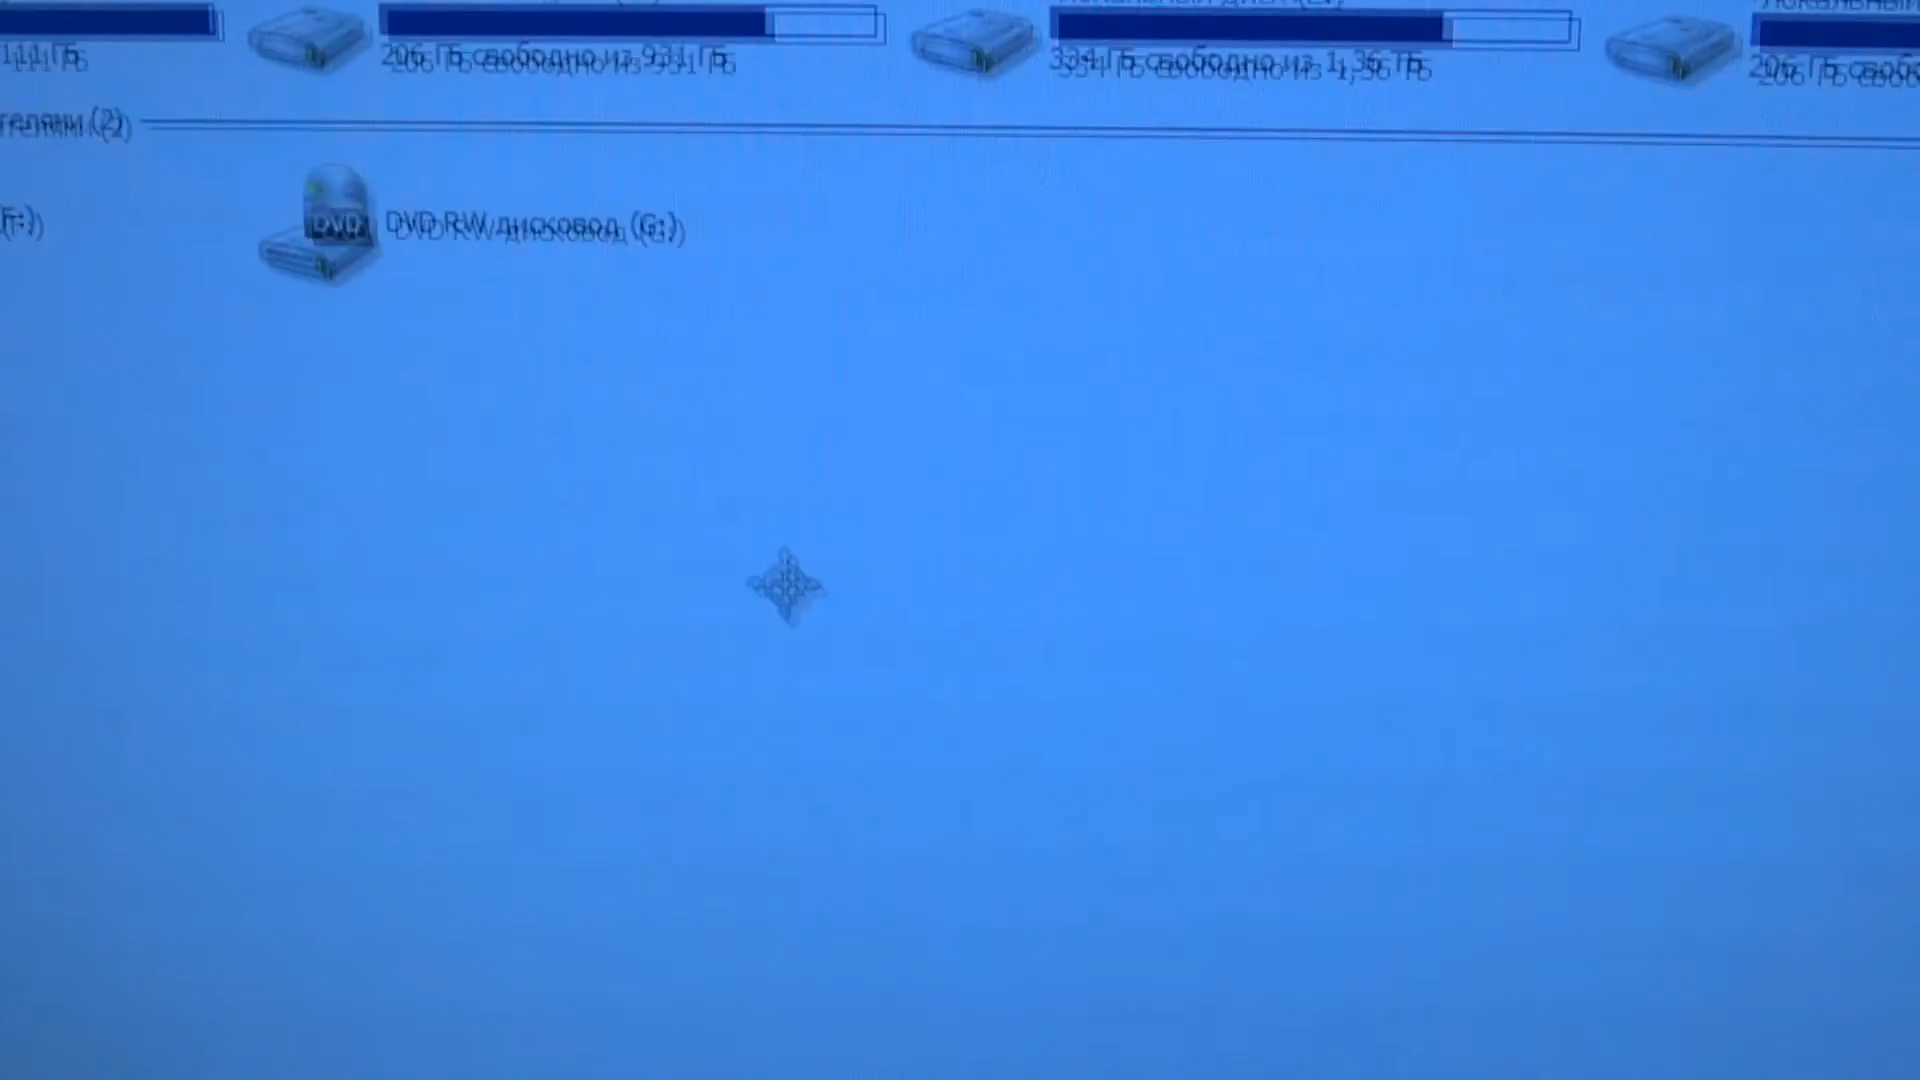 111 ГБ
206 ГБ свободно из 931 ГБ
334 ГБ свободно из 1,36 ТБ
206 ГБ
телями (2)
(F:)
DVD
DVD RW дисковод (G:)